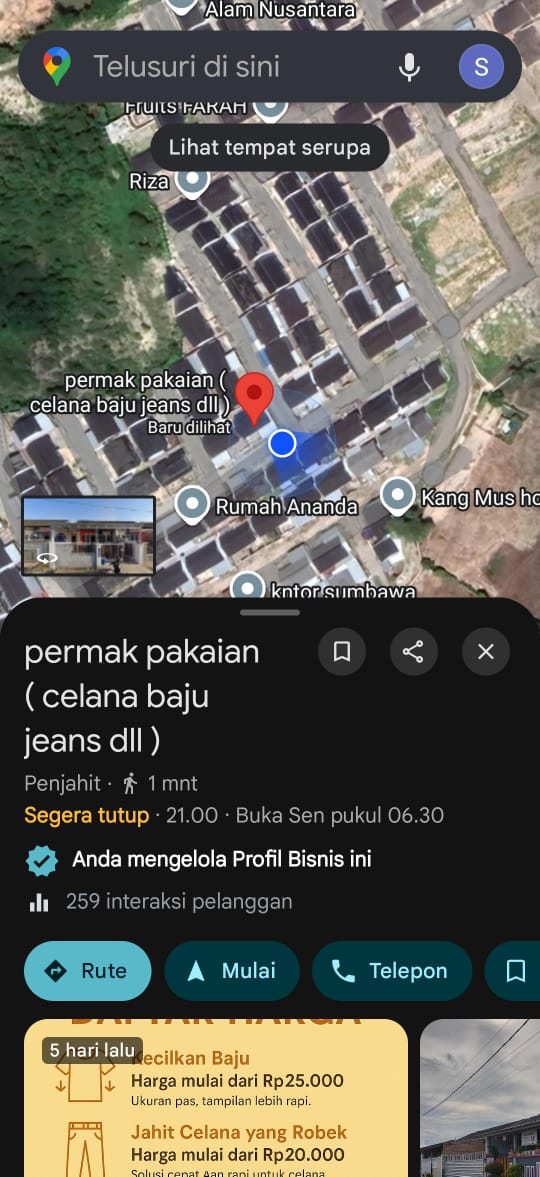 Alam Nusantara
Telusuri di sini
S
Fruits FARAH
Lihat tempat serupa
Riza
permak pakaian (
celana baju jeans dll )
Baru dilihat
Rumah Ananda
Kang Mus ho
kntor sumbawa
permak pakaian
( celana baju
jeans dll )
Penjahit · 1 mnt
Segera tutup · 21.00 · Buka Sen pukul 06.30
Anda mengelola Profil Bisnis ini
259 interaksi pelanggan
Rute
Mulai
Telepon
DAFTAR HARGA
5 hari lalu
Kecilkan Baju
Harga mulai dari Rp25.000
Ukuran pas, tampilan lebih rapi.
Jahit Celana yang Robek
Harga mulai dari Rp20.000
Solusi cepat Aan rapi untuk celana